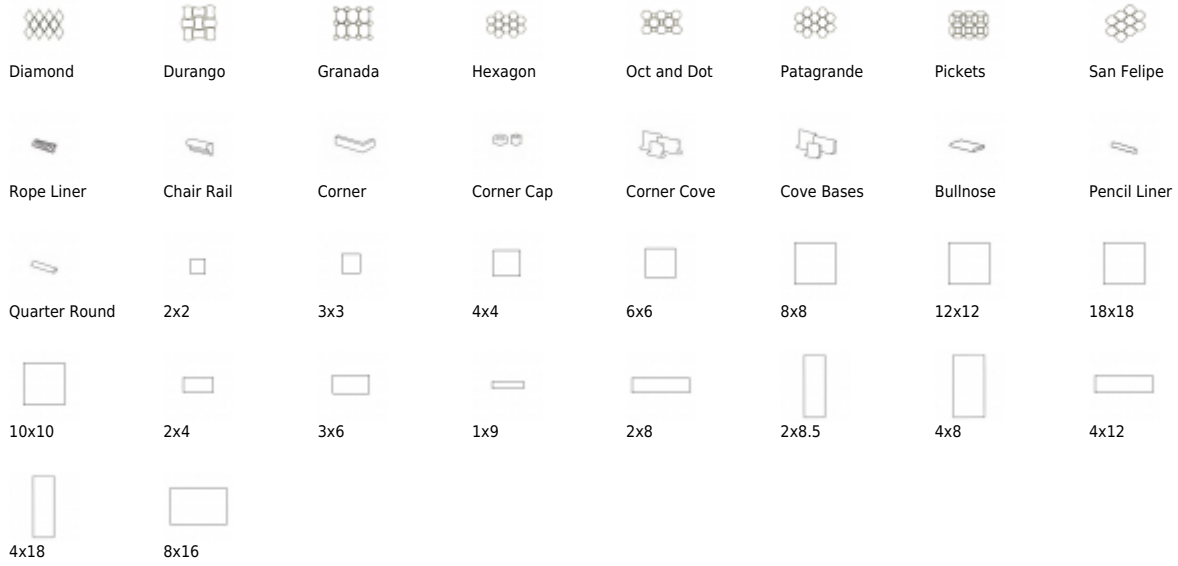 Diamond
Durango
Granada
Hexagon
Oct and Dot
Patagrande
Pickets
San Felipe
Rope Liner
Chair Rail
Corner
Corner Cap
Corner Cove
Cove Bases
Bullnose
Pencil Liner
Quarter Round
2x2
3x3
4x4
6x6
8x8
12x12
18x18
10x10
2x4
3x6
1x9
2x8
2x8.5
4x8
4x12
4x18
8x16